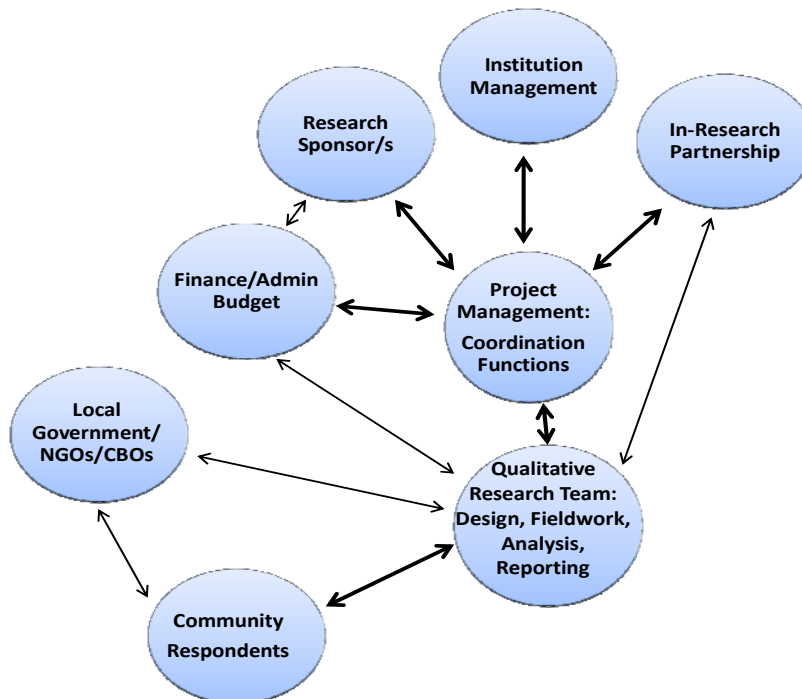 Institution
Management
Research
Sponsor/s
In-Research
Partnership
Finance/Admin
Budget
Project
Management:
Coordination
Functions
Local
Government/
NGOs/CBOs
Qualitative
Research Team:
Design, Fieldwork,
Analysis,
Reporting
Community
Respondents